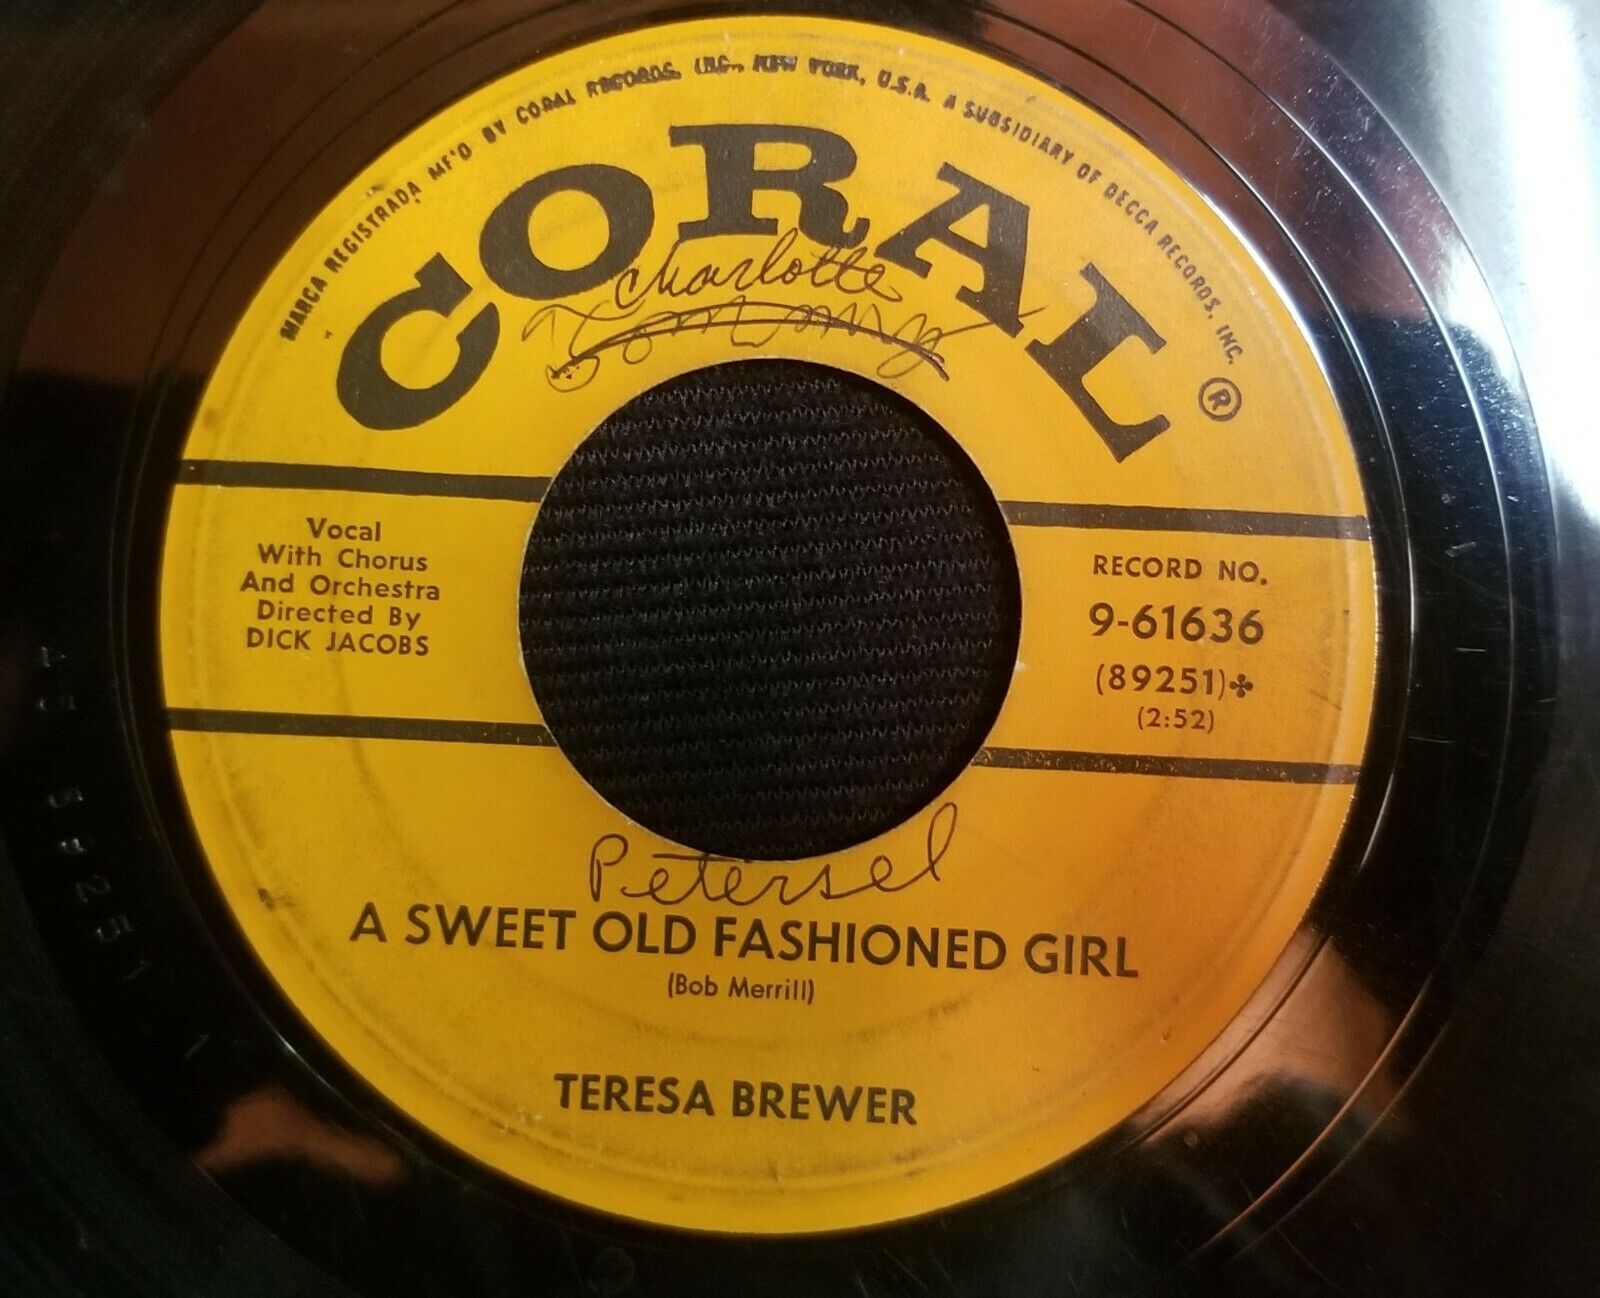 MARCA REGISTRADA MF'D BY CORAL RECORDS, INC., NEW YORK, U.S.A. A SUBSIDIARY OF DECCA RECORDS, INC.
CORAL ®
Charlotte
Tommy
Vocal
With Chorus
And Orchestra
Directed By
DICK JACOBS
RECORD NO.
9-61636
(89251)✤
(2:52)
Petersel
A SWEET OLD FASHIONED GIRL
(Bob Merrill)
TERESA BREWER